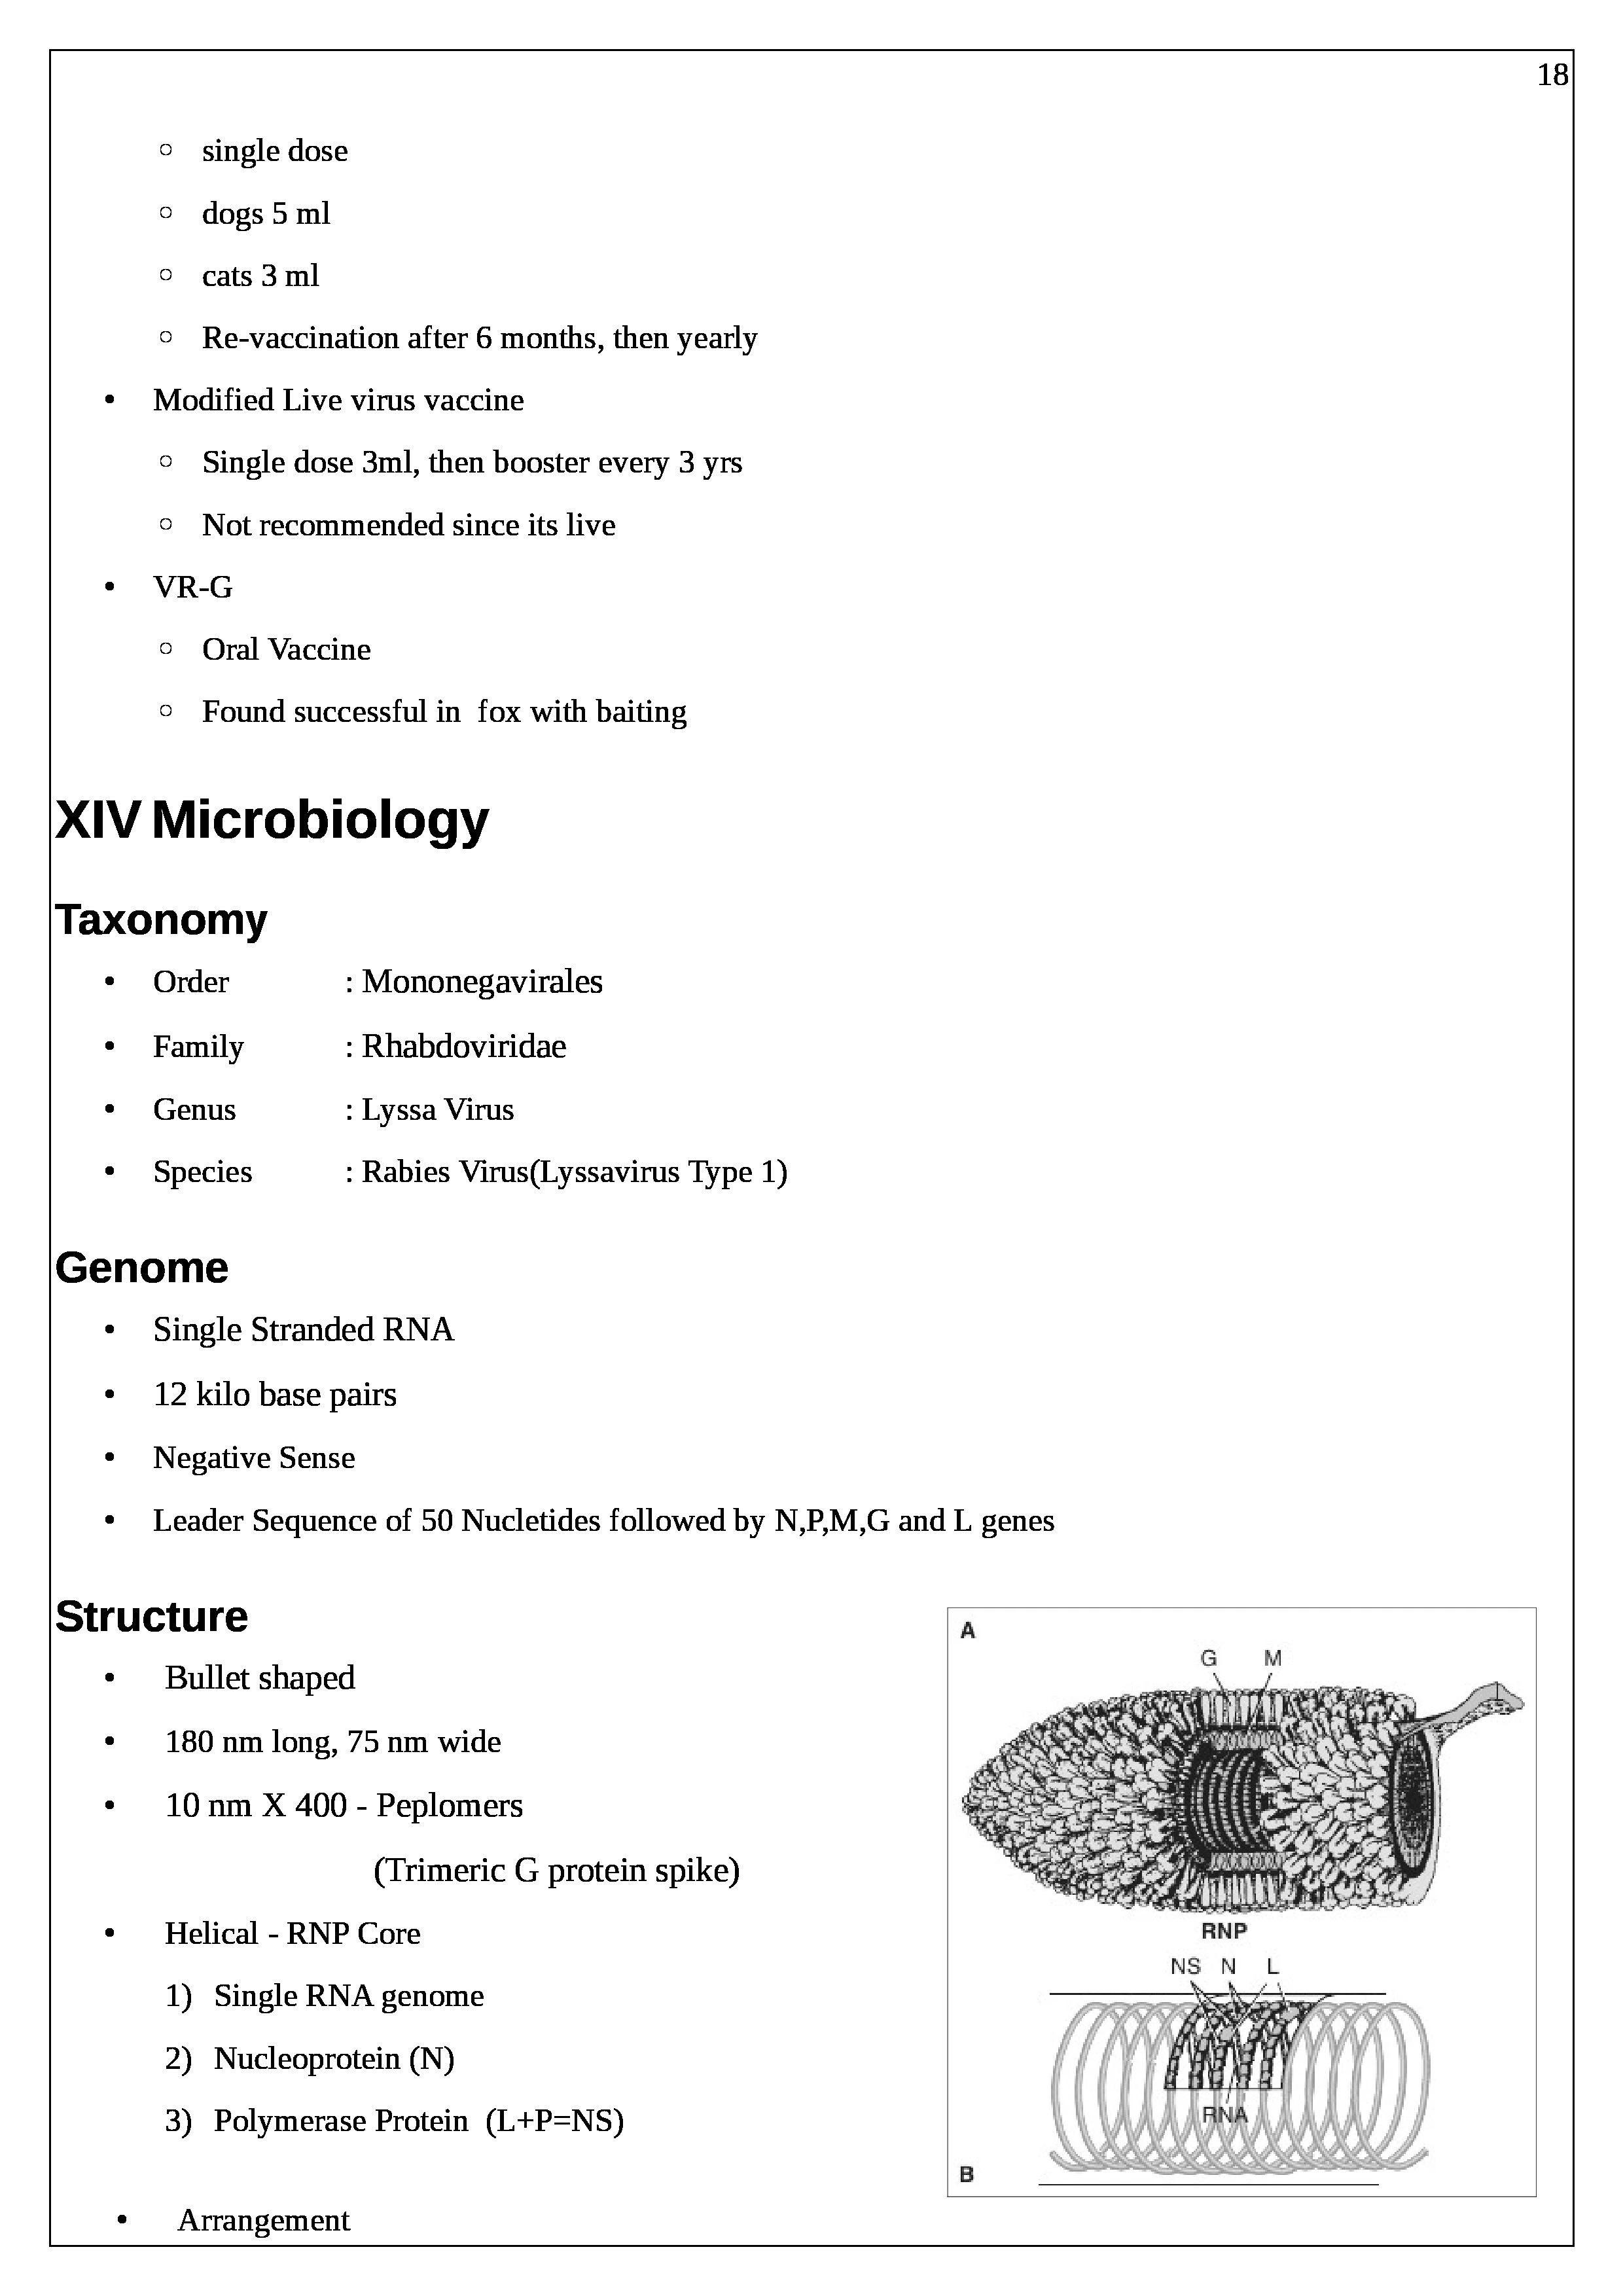 18
○ single dose
○ dogs 5 ml
○ cats 3 ml
○ Re-vaccination after 6 months, then yearly
• Modified Live virus vaccine
○ Single dose 3ml, then booster every 3 yrs
○ Not recommended since its live
• VR-G
○ Oral Vaccine
○ Found successful in  fox with baiting
XIV Microbiology
Taxonomy
• Order : Mononegavirales
• Family : Rhabdoviridae
• Genus : Lyssa Virus
• Species : Rabies Virus(Lyssavirus Type 1)
Genome
• Single Stranded RNA
• 12 kilo base pairs
• Negative Sense
• Leader Sequence of 50 Nucletides followed by N,P,M,G and L genes
Structure
• Bullet shaped
• 180 nm long, 75 nm wide
• 10 nm X 400 - Peplomers
(Trimeric G protein spike)
• Helical - RNP Core
1) Single RNA genome
2) Nucleoprotein (N)
3) Polymerase Protein  (L+P=NS)
• Arrangement
A
G M
RNP
NS N L
RNA
B